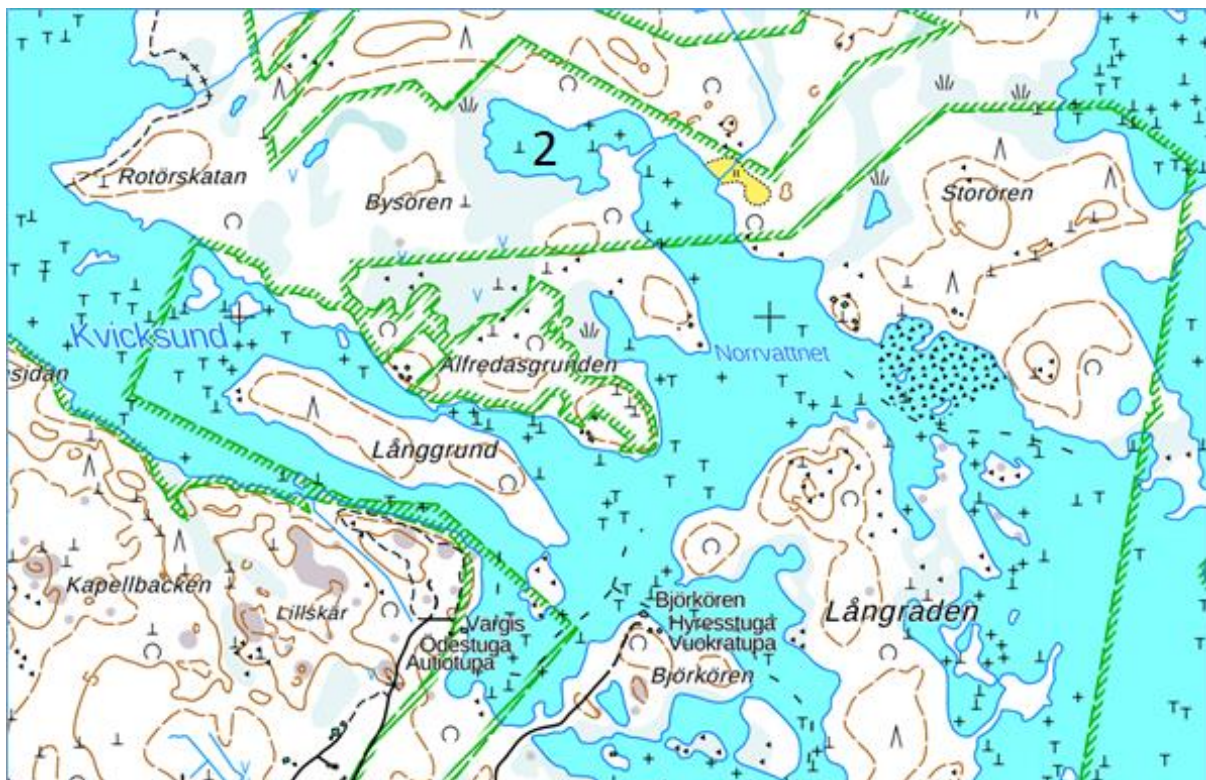 2
Rotörskatan
Bysören
Storören
Kvicksund
Norrvattnet
sidan
Alfredasgrunden
Långgrund
Kapellbacken
Lillskär
Vargis
Ödestuga
Autiotupa
Björkören
Hyresstuga
Vuokratupa
Björkören
Långraden